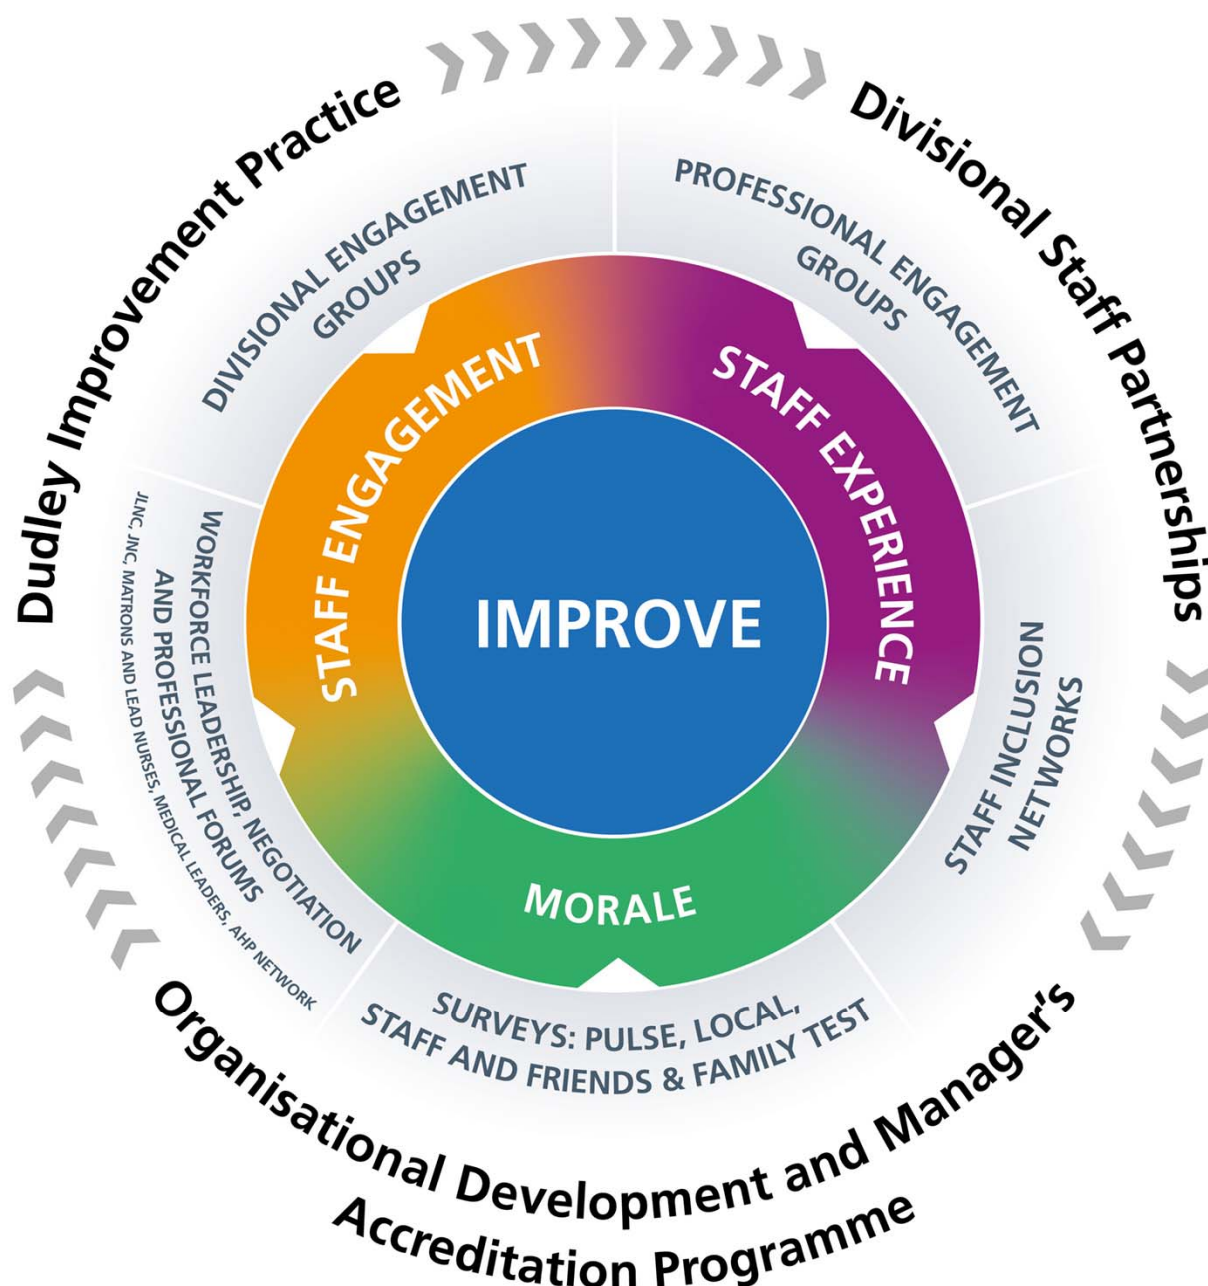 Dudley Improvement Practice
Divisional Staff Partnerships
Organisational Development and Manager's
Accreditation Programme
DIVISIONAL ENGAGEMENT
GROUPS
PROFESSIONAL ENGAGEMENT
GROUPS
STAFF INCLUSION
NETWORKS
SURVEYS: PULSE, LOCAL,
STAFF AND FRIENDS & FAMILY TEST
WORKFORCE LEADERSHIP, NEGOTIATION
AND PROFESSIONAL FORUMS
JLNC, JNC, MATRONS AND LEAD NURSES, MEDICAL LEADERS, AHP NETWORK
STAFF ENGAGEMENT
STAFF EXPERIENCE
MORALE
IMPROVE